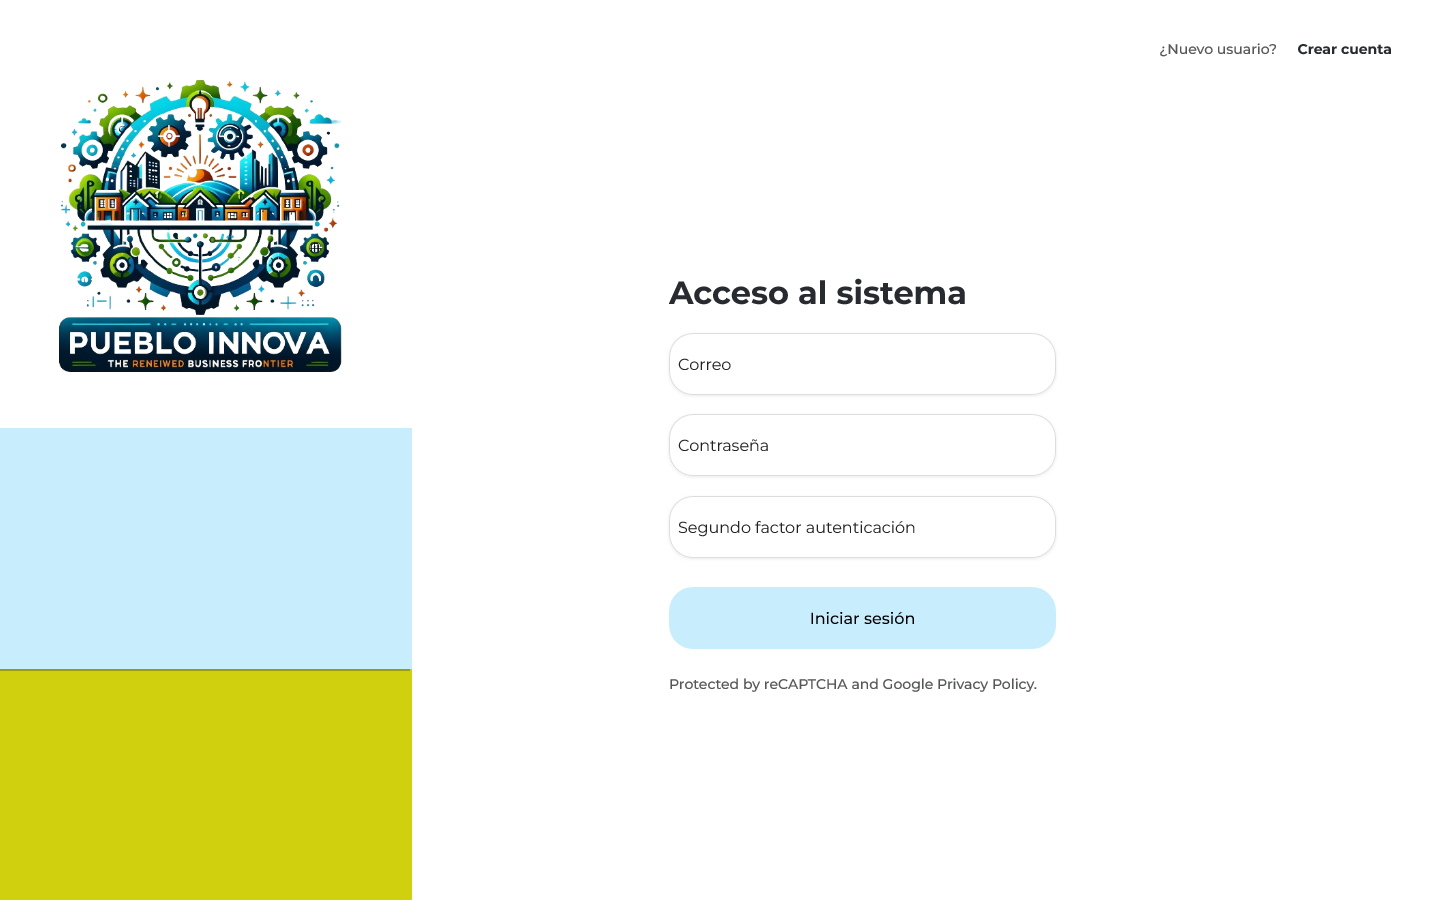 ¿Nuevo usuario? Crear cuenta
PUEBLO INNOVA
THE RENEIWED BUSINESS FRONTIER
Acceso al sistema
Correo
Contraseña
Segundo factor autenticación
Iniciar sesión
Protected by reCAPTCHA and Google Privacy Policy.